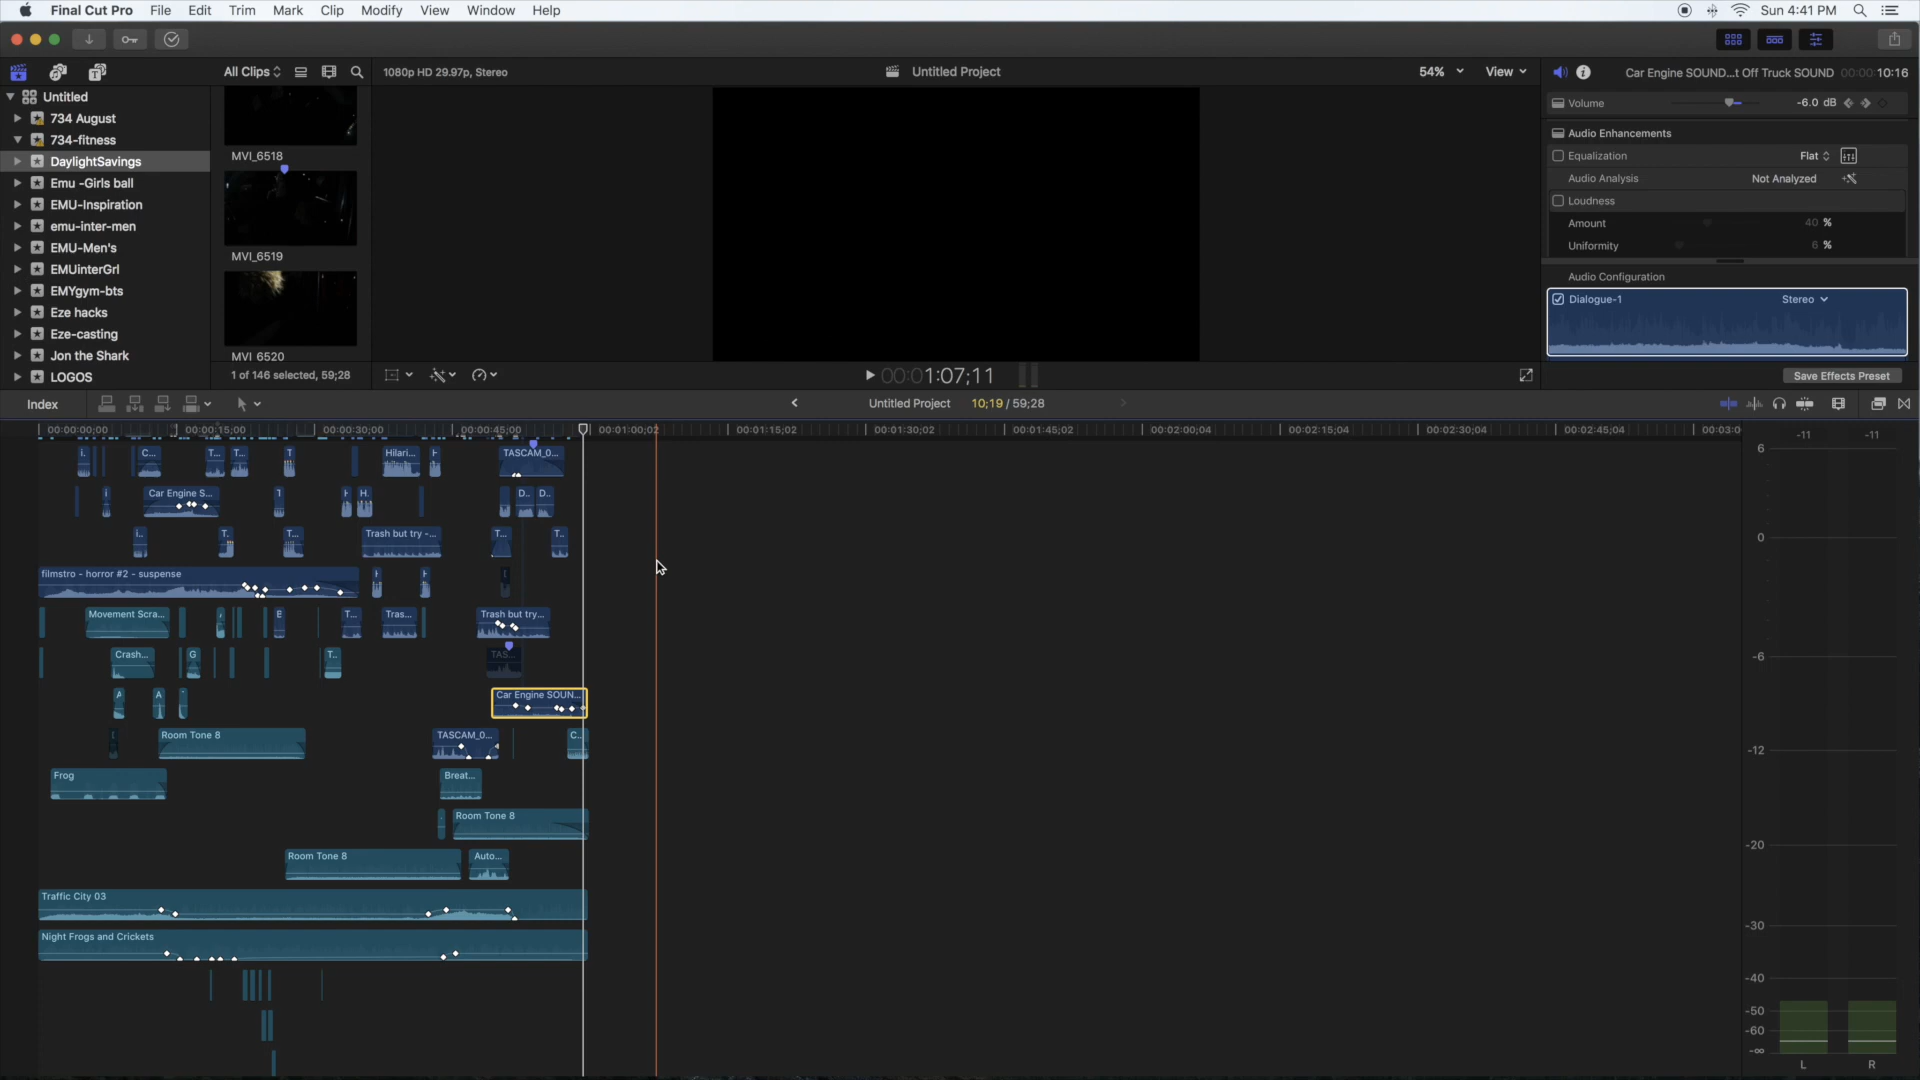 Final Cut Pro File Edit Trim Mark Clip Modify View Window Help Sun 4:41 PM
All Clips 1080p HD 29.97p, Stereo Untitled Project 54% View Car Engine SOUND...t Off Truck SOUND 00:00:10:16
Untitled
734 August
734-fitness
DaylightSavings
Emu -Girls ball
EMU-Inspiration
emu-inter-men
EMU-Men's
EMUinterGrl
EMYgym-bts
Eze hacks
Eze-casting
Jon the Shark
LOGOS
MVI_6518
MVI_6519
MVI_6520
1 of 146 selected, 59;28
00:01:07;11
Volume -6.0 dB
Audio Enhancements
Equalization Flat
Audio Analysis Not Analyzed
Loudness
Amount 40 %
Uniformity 6 %
Audio Configuration
Dialogue-1 Stereo
Save Effects Preset
Index Untitled Project 10;19 / 59;28
00:00:00;00 00:00:15;00 00:00:30;00 00:00:45;00 00:01:00;02 00:01:15;02 00:01:30;02 00:01:45;02 00:02:00;04 00:02:15;04 00:02:30;04 00:02:45;04 00:03:0
i. C... T... T... T Hilari... H TASCAM_0...
i Car Engine S... T H H. D.. D..
i.. T. T... Trash but try -... T... T..
filmstro - horror #2 - suspense H H
Movement Scra... E T... Tras... Trash but try...
Crash... G T.. TAS...
A A Car Engine SOUN...
Room Tone 8 TASCAM_0... C...
Frog Breat...
Room Tone 8
Room Tone 8 Auto...
Traffic City 03
Night Frogs and Crickets
-11 -11
6
0
-6
-12
-20
-30
-40
-50
-60
-∞
L R